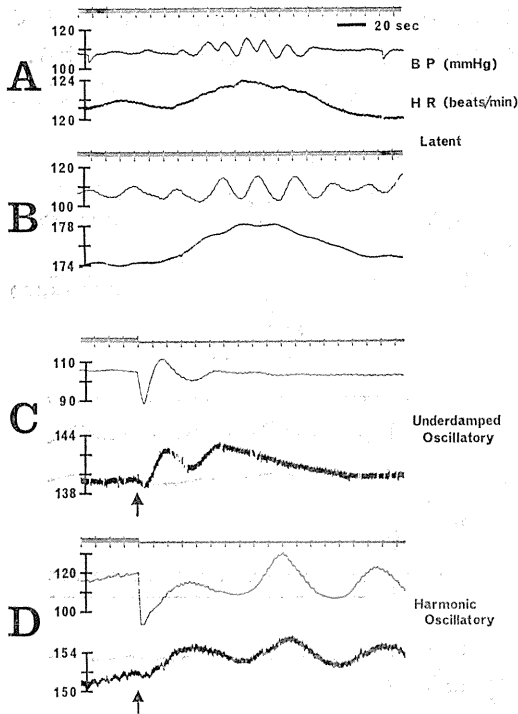 20 sec
A
120
100
B P (mmHg)
124
120
H R (beats/min)
Latent
B
120
100
178
174
C
110
90
144
138
Underdamped
Oscillatory
D
120
100
154
150
Harmonic
Oscillatory